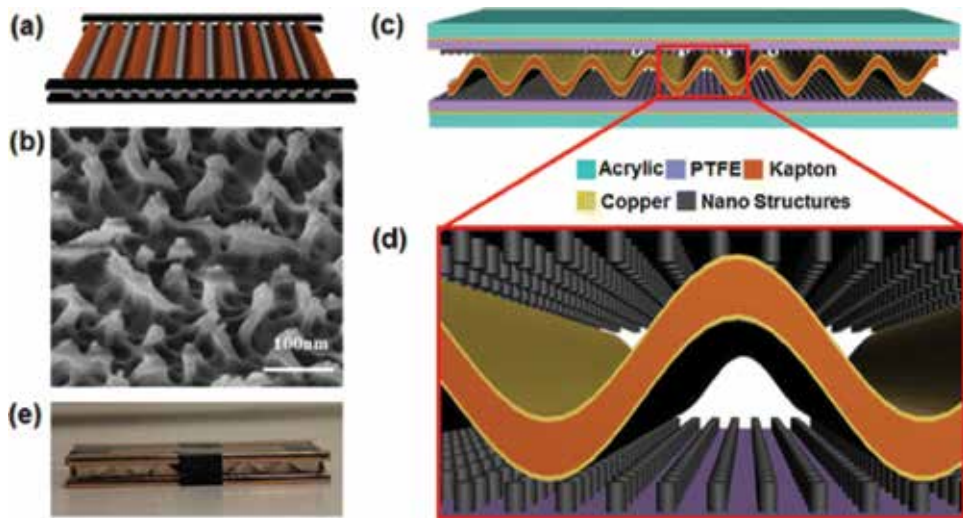 (a)
(b)
100nm
(c)
Acrylic PTFE Kapton
Copper Nano Structures
(d)
(e)